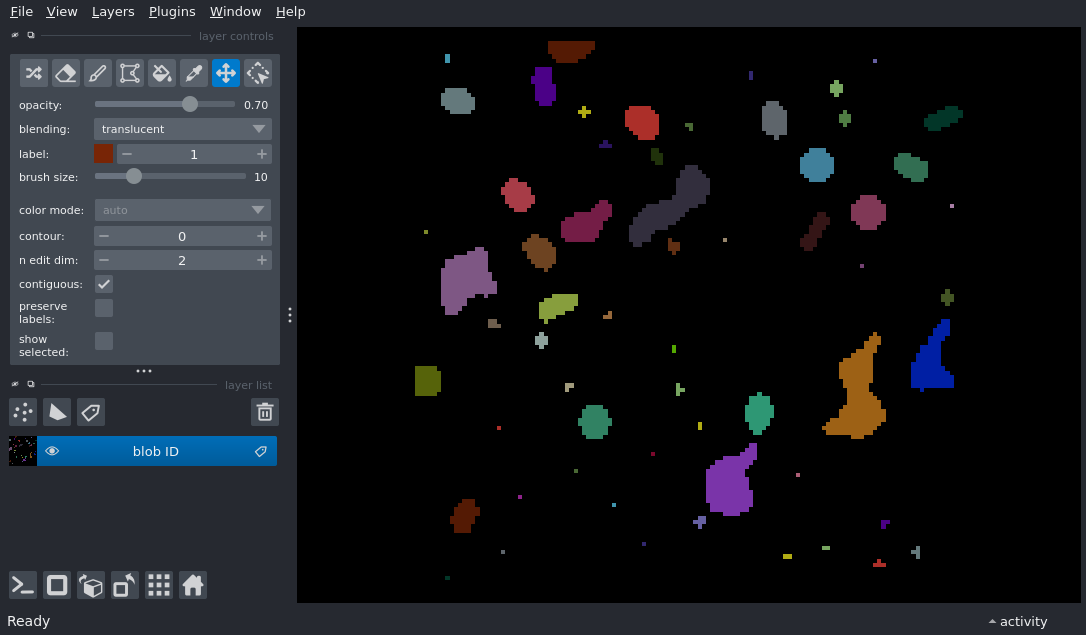 File View Layers Plugins Window Help
layer controls
opacity: 0.70
blending: translucent
label: 1
brush size: 10
color mode: auto
contour: 0
n edit dim: 2
contiguous:
preserve
labels:
show
selected:
layer list
blob ID
Ready
activity